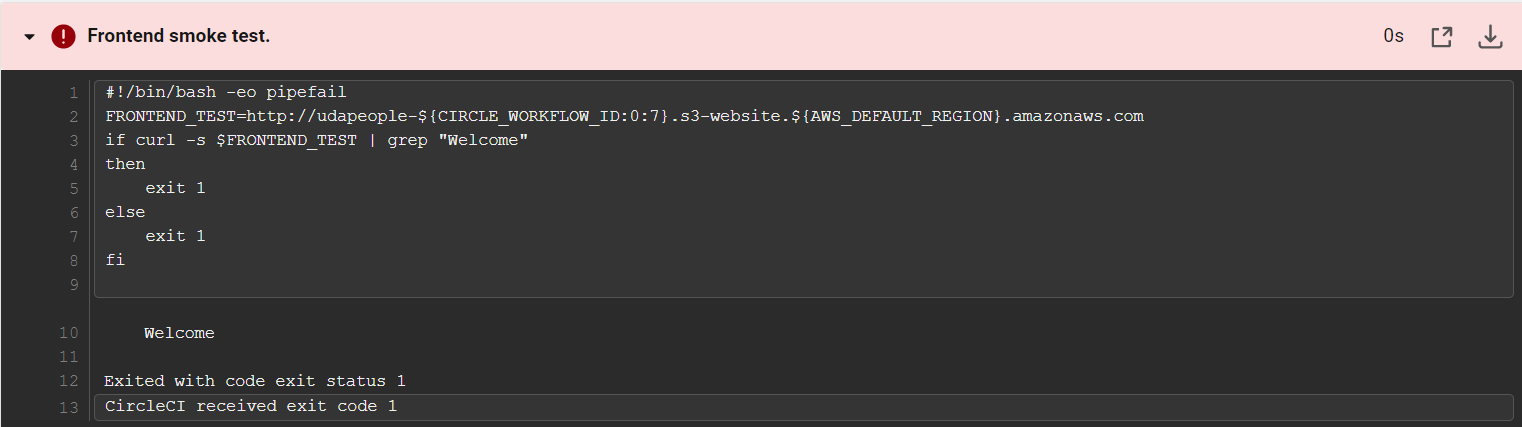 Frontend smoke test.
0s
1 #!/bin/bash -eo pipefail
2 FRONTEND_TEST=http://udapeople-${CIRCLE_WORKFLOW_ID:0:7}.s3-website.${AWS_DEFAULT_REGION}.amazonaws.com
3 if curl -s $FRONTEND_TEST | grep "Welcome"
4 then
5     exit 1
6 else
7     exit 1
8 fi
9
10     Welcome
11
12 Exited with code exit status 1
13 CircleCI received exit code 1